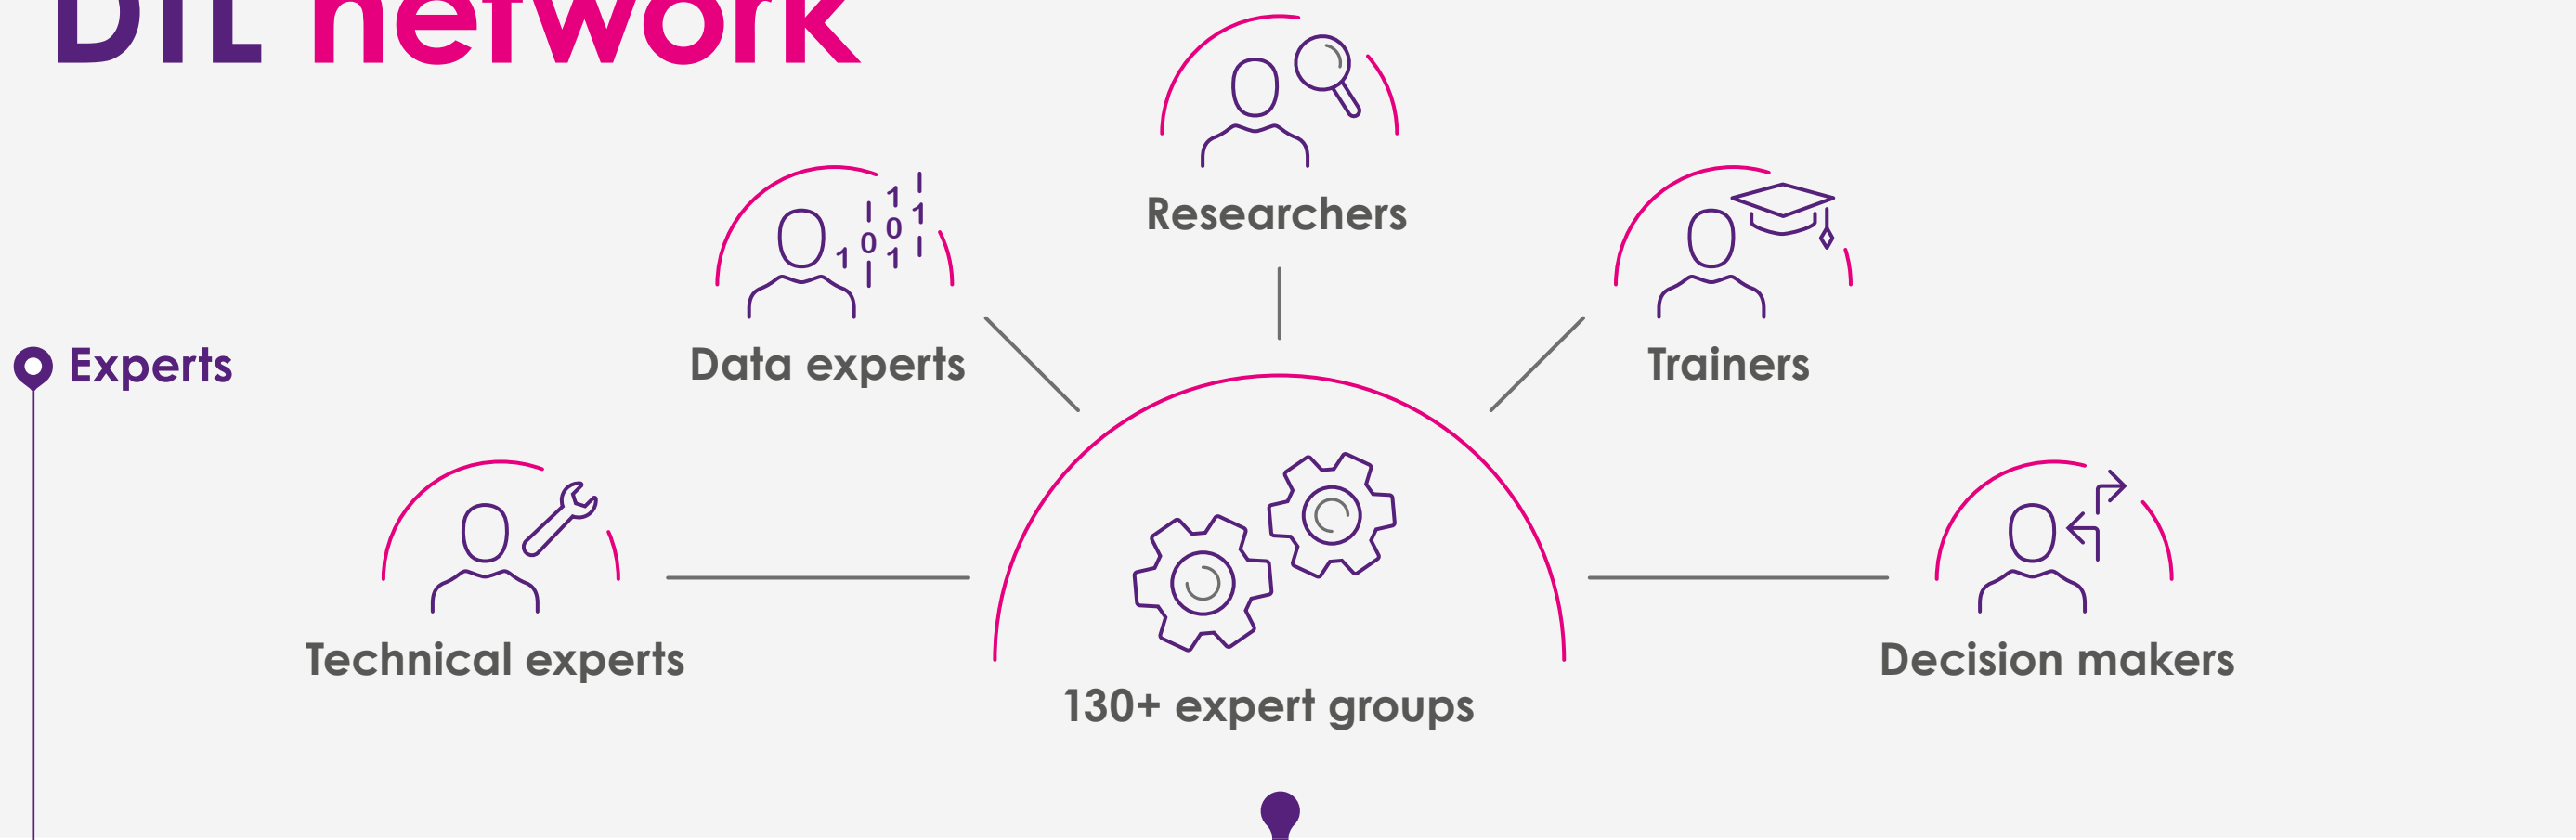 DTL network
Researchers
Data experts
Trainers
Experts
Technical experts
Decision makers
130+ expert groups